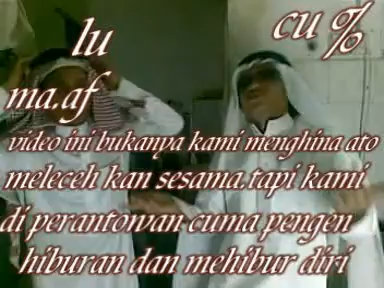 lu cu %
ma.af
video ini bukanya kami menghina ato
meleceh kan sesama.tapi kami
di perantowan cuma pengen
hiburan dan mehibur diri